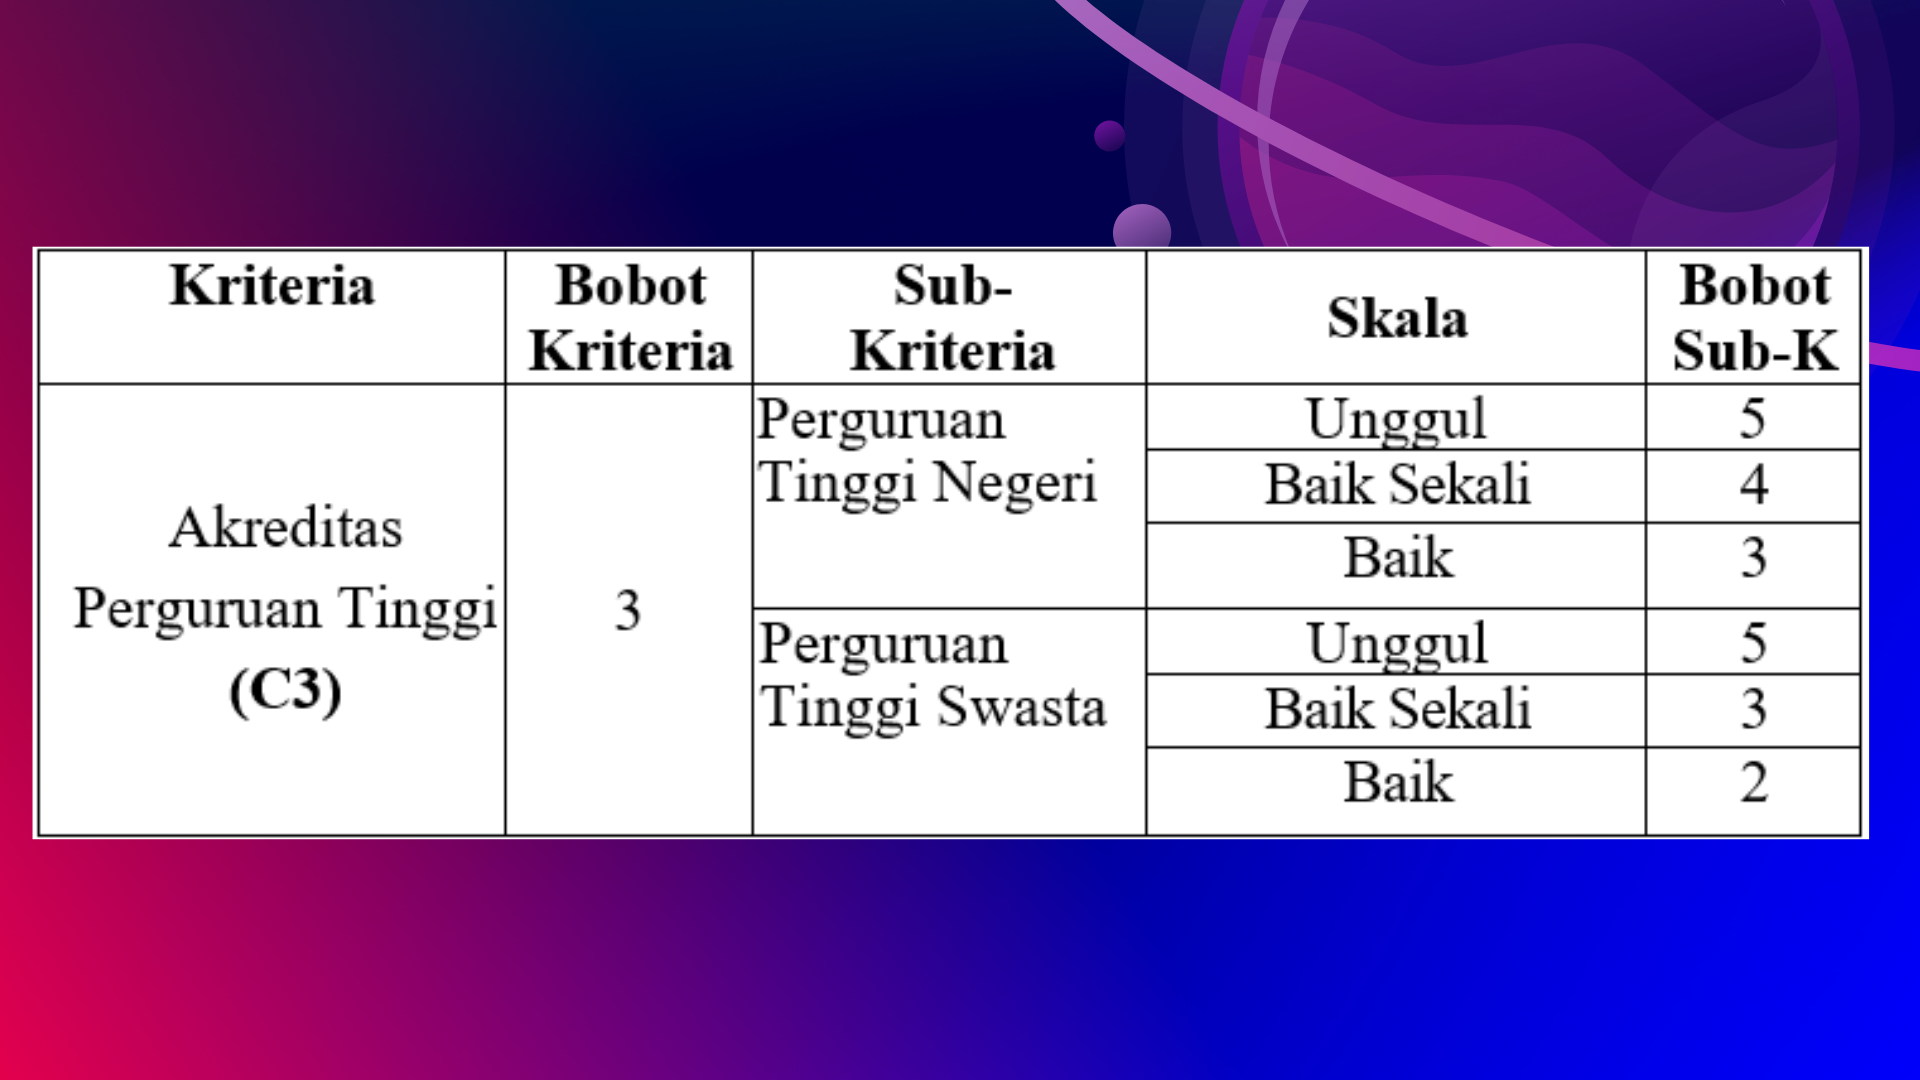 Kriteria
Bobot
Kriteria
Sub-
Kriteria
Skala
Bobot
Sub-K
Akreditas
Perguruan Tinggi
(C3)
3
Perguruan
Tinggi Negeri
Unggul
5
Baik Sekali
4
Baik
3
Perguruan
Tinggi Swasta
Unggul
5
Baik Sekali
3
Baik
2